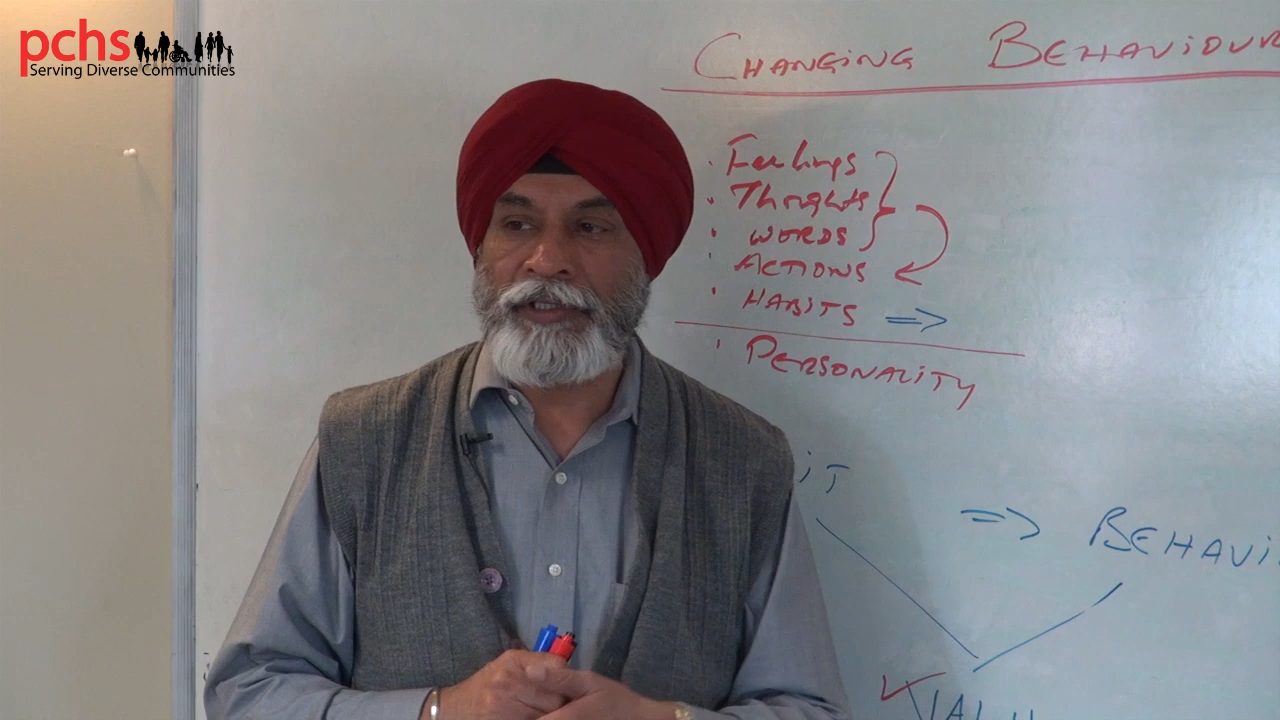 pchs
Serving Diverse Communities
CHANGING BEHAVIOUR
. Feelings
. Thoughts
. WORDS
. ACTIONS
. HABITS =>
. PERSONALITY
=> BEHAVI